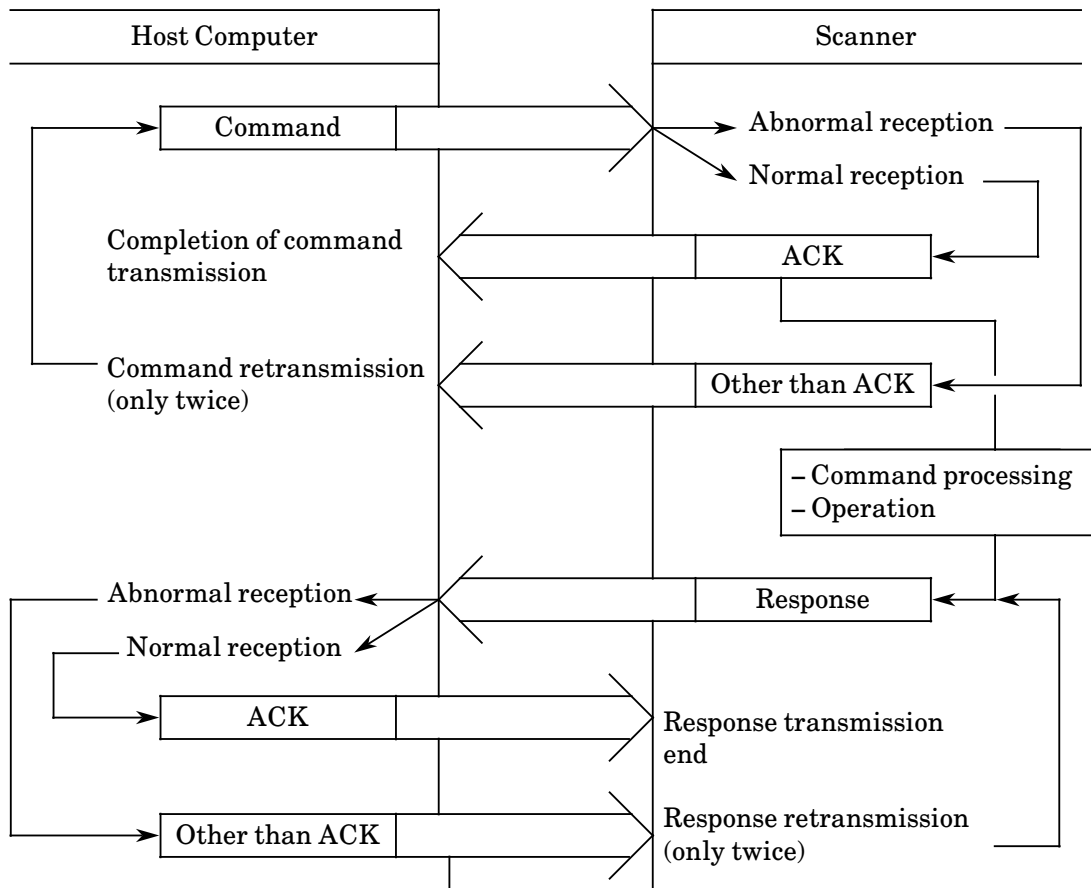 Host Computer
Scanner
Command
Abnormal reception
Normal reception
Completion of command
transmission
ACK
Command retransmission
(only twice)
Other than ACK
– Command processing
– Operation
Abnormal reception
Response
Normal reception
ACK
Response transmission
end
Other than ACK
Response retransmission
(only twice)